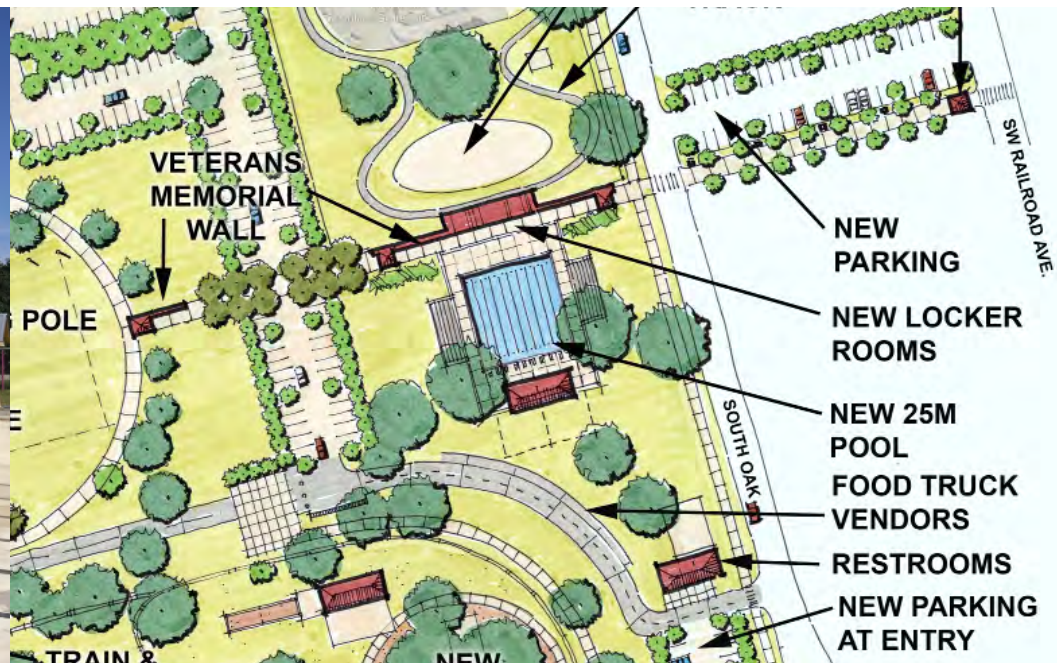 VETERANS
MEMORIAL
WALL
POLE
NEW
PARKING
SW RAILROAD AVE.
NEW LOCKER
ROOMS
SOUTH OAK
NEW 25M
POOL
FOOD TRUCK
VENDORS
RESTROOMS
NEW PARKING
AT ENTRY
TRAIN &
NEW